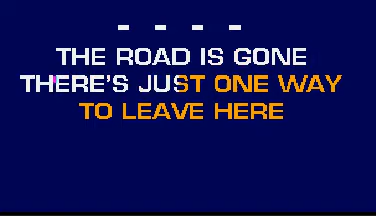 - - - -
THE ROAD IS GONE
THERE'S JUST ONE WAY
TO LEAVE HERE